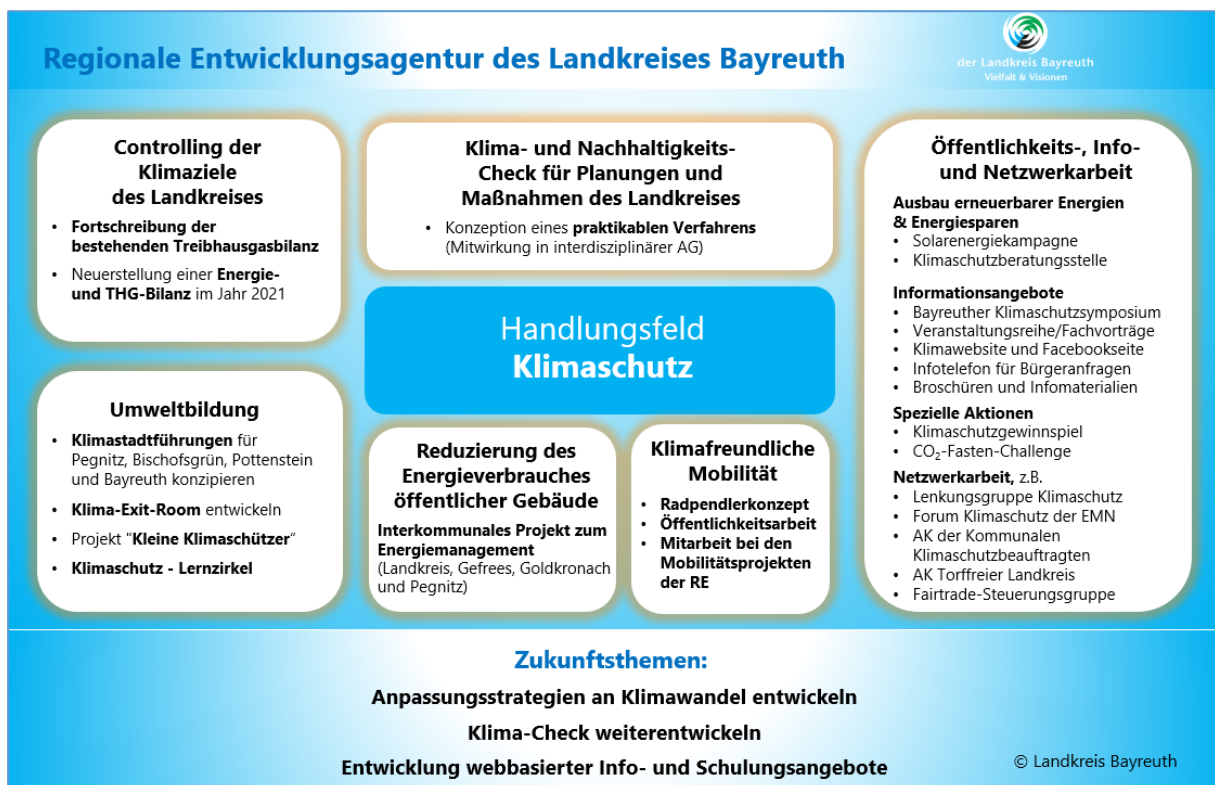 Regionale Entwicklungsagentur des Landkreises Bayreuth
der Landkreis Bayreuth
Vielfalt & Visionen
Controlling der
Klimaziele
des Landkreises
• Fortschreibung der
bestehenden Treibhausgasbilanz
• Neuerstellung einer Energie-
und THG-Bilanz im Jahr 2021
Klima- und Nachhaltigkeits-
Check für Planungen und
Maßnahmen des Landkreises
• Konzeption eines praktikablen Verfahrens
(Mitwirkung in interdisziplinärer AG)
Öffentlichkeits-, Info-
und Netzwerkarbeit
Ausbau erneuerbarer Energien
& Energiesparen
• Solarenergiekampagne
• Klimaschutzberatungsstelle
Informationsangebote
• Bayreuther Klimaschutzsymposium
• Veranstaltungsreihe/Fachvorträge
• Klimawebsite und Facebookseite
• Infotelefon für Bürgeranfragen
• Broschüren und Infomaterialien
Spezielle Aktionen
• Klimaschutzgewinnspiel
• CO₂-Fasten-Challenge
Netzwerkarbeit, z.B.
• Lenkungsgruppe Klimaschutz
• Forum Klimaschutz der EMN
• AK der Kommunalen
Klimaschutzbeauftragten
• AK Torffreier Landkreis
• Fairtrade-Steuerungsgruppe
Handlungsfeld
Klimaschutz
Umweltbildung
• Klimastadtführungen für
Pegnitz, Bischofsgrün, Pottenstein
und Bayreuth konzipieren
• Klima-Exit-Room entwickeln
• Projekt "Kleine Klimaschützer“
• Klimaschutz - Lernzirkel
Reduzierung des
Energieverbrauches
öffentlicher Gebäude
Interkommunales Projekt zum
Energiemanagement
(Landkreis, Gefrees, Goldkronach
und Pegnitz)
Klimafreundliche
Mobilität
• Radpendlerkonzept
• Öffentlichkeitsarbeit
• Mitarbeit bei den
Mobilitätsprojekten
der RE
Zukunftsthemen:
Anpassungsstrategien an Klimawandel entwickeln
Klima-Check weiterentwickeln
Entwicklung webbasierter Info- und Schulungsangebote
© Landkreis Bayreuth